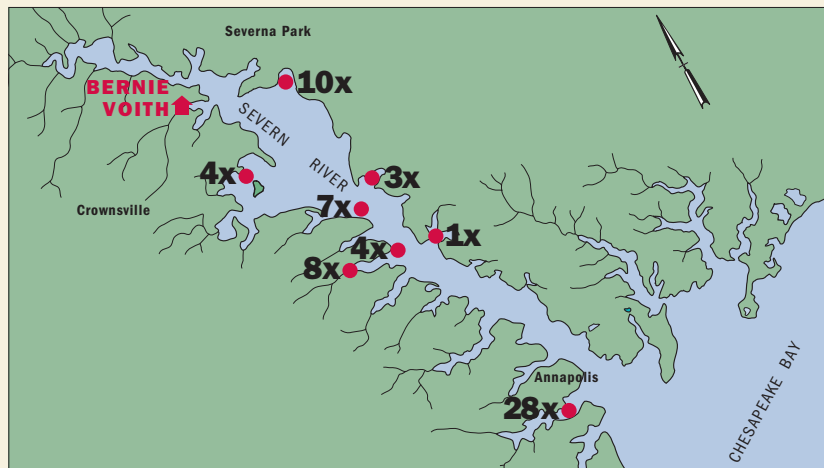 Severna Park
10x
BERNIE
VOITH
SEVERN
RIVER
4x
3x
Crownsville
7x
1x
4x
8x
Annapolis
28x
CHESAPEAKE BAY